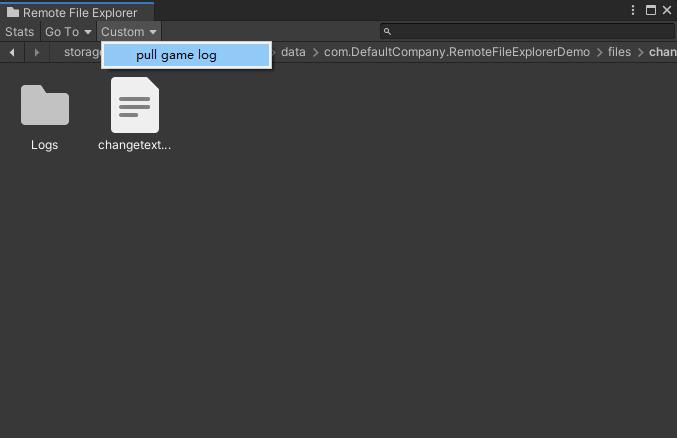 Remote File Explorer
Stats Go To Custom
pull game log
storage data com.DefaultCompany.RemoteFileExplorerDemo files chan
Logs changetext...